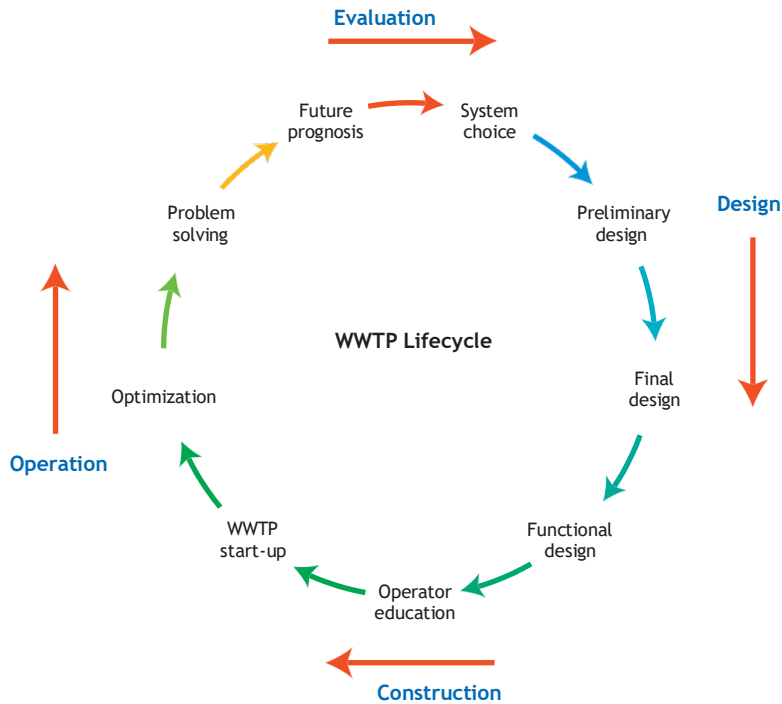 Evaluation
Future
prognosis
System
choice
Problem
solving
Preliminary
design
Design
WWTP Lifecycle
Optimization
Final
design
Operation
WWTP
start-up
Functional
design
Operator
education
Construction